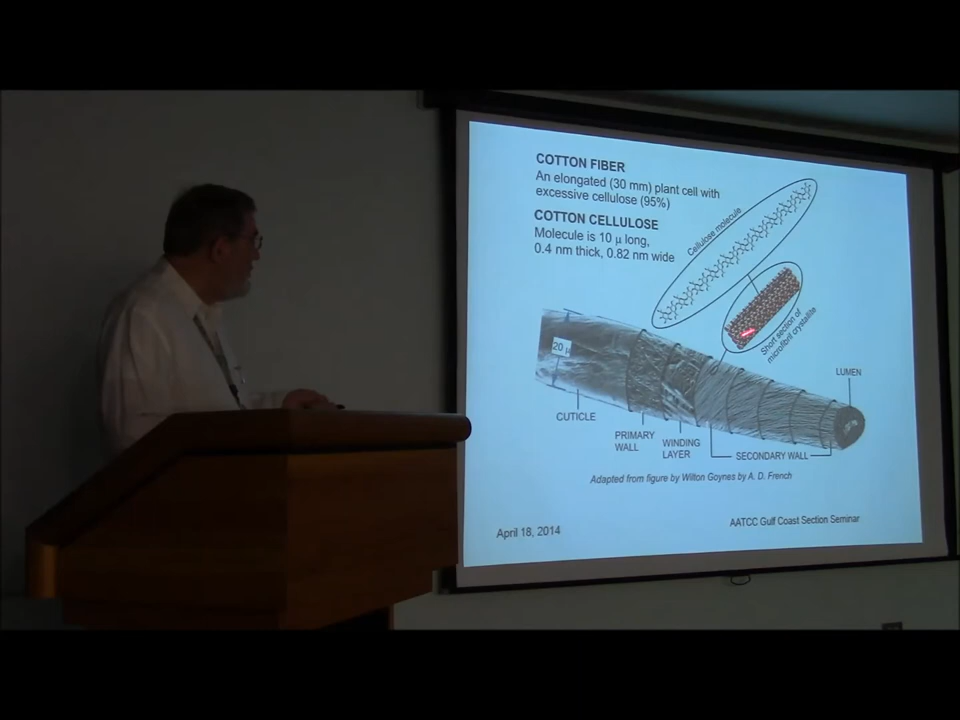 COTTON FIBER
An elongated (30 mm) plant cell with
excessive cellulose (95%)
COTTON CELLULOSE
Molecule is 10 μ long,
0.4 nm thick, 0.82 nm wide
Cellulose molecule
Short section of
microfibril crystallite
20 μ
LUMEN
CUTICLE
PRIMARY
WALL
WINDING
LAYER
SECONDARY WALL
Adapted from figure by Wilton Goynes by A. D. French
April 18, 2014
AATCC Gulf Coast Section Seminar